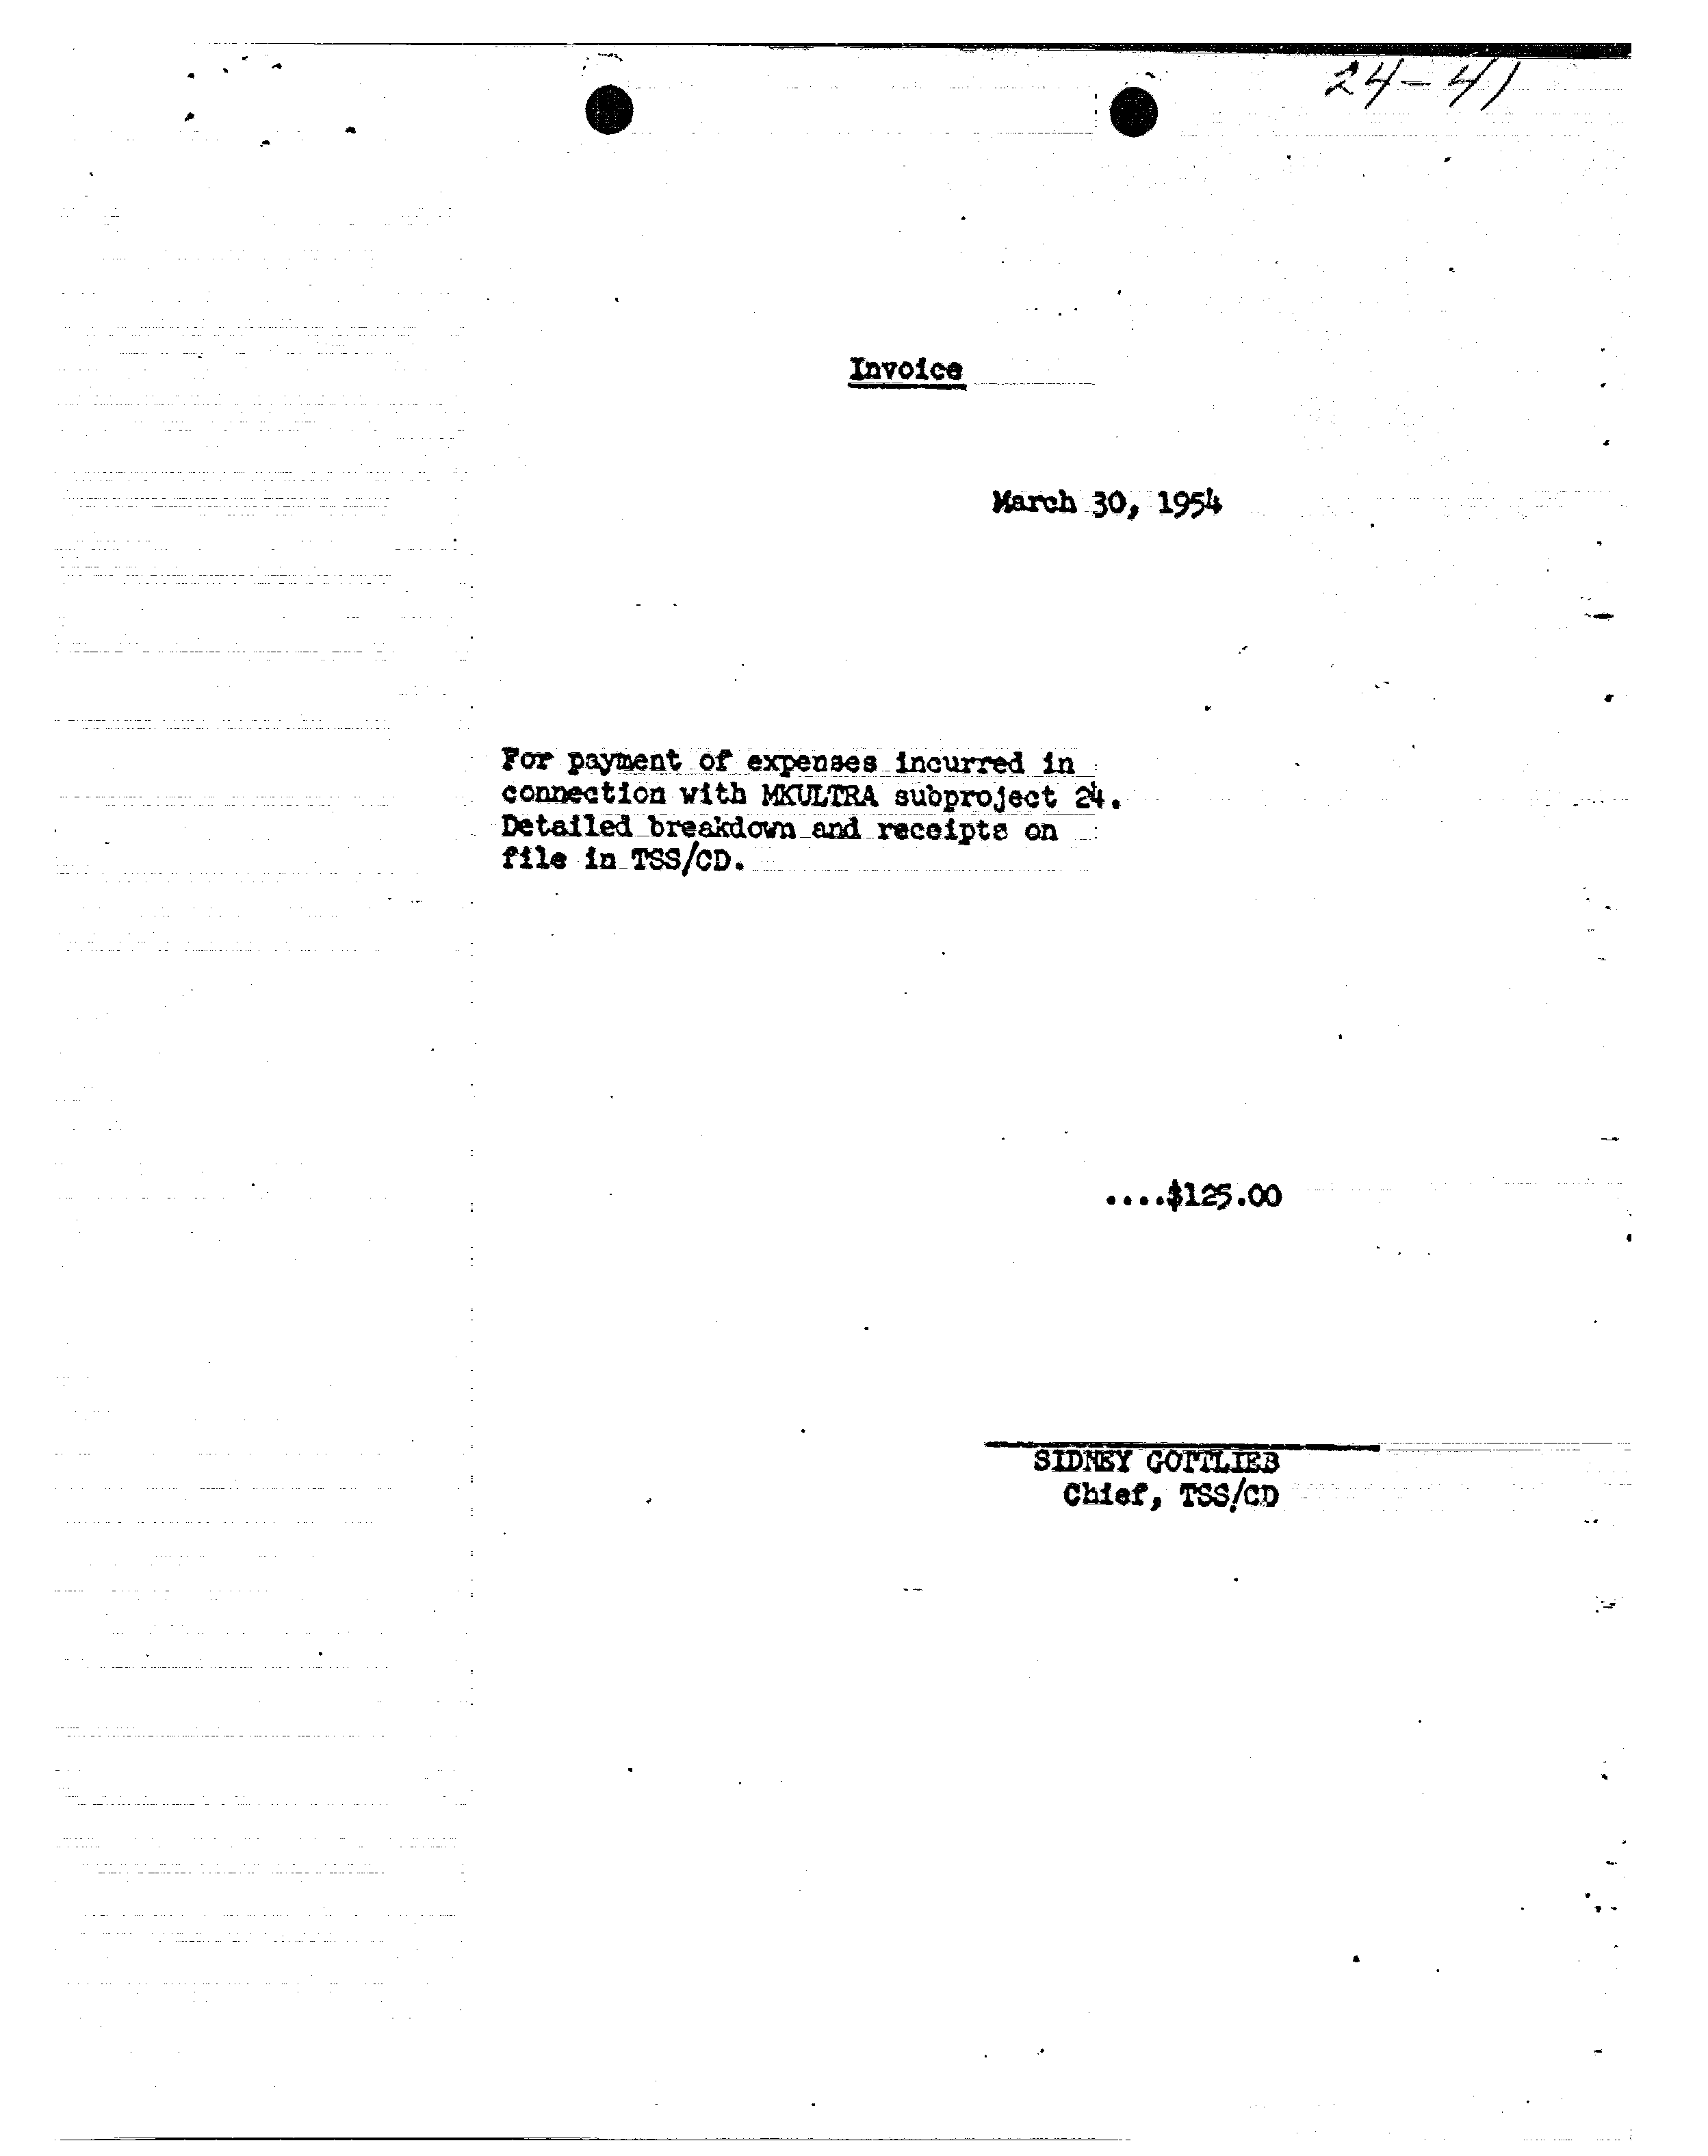 24-41
Invoice
March 30, 1954
For payment of expenses incurred in
connection with MKULTRA subproject 24.
Detailed breakdown and receipts on
file in TSS/CD.
....$125.00
SIDNEY GOTTLIEB
Chief, TSS/CD